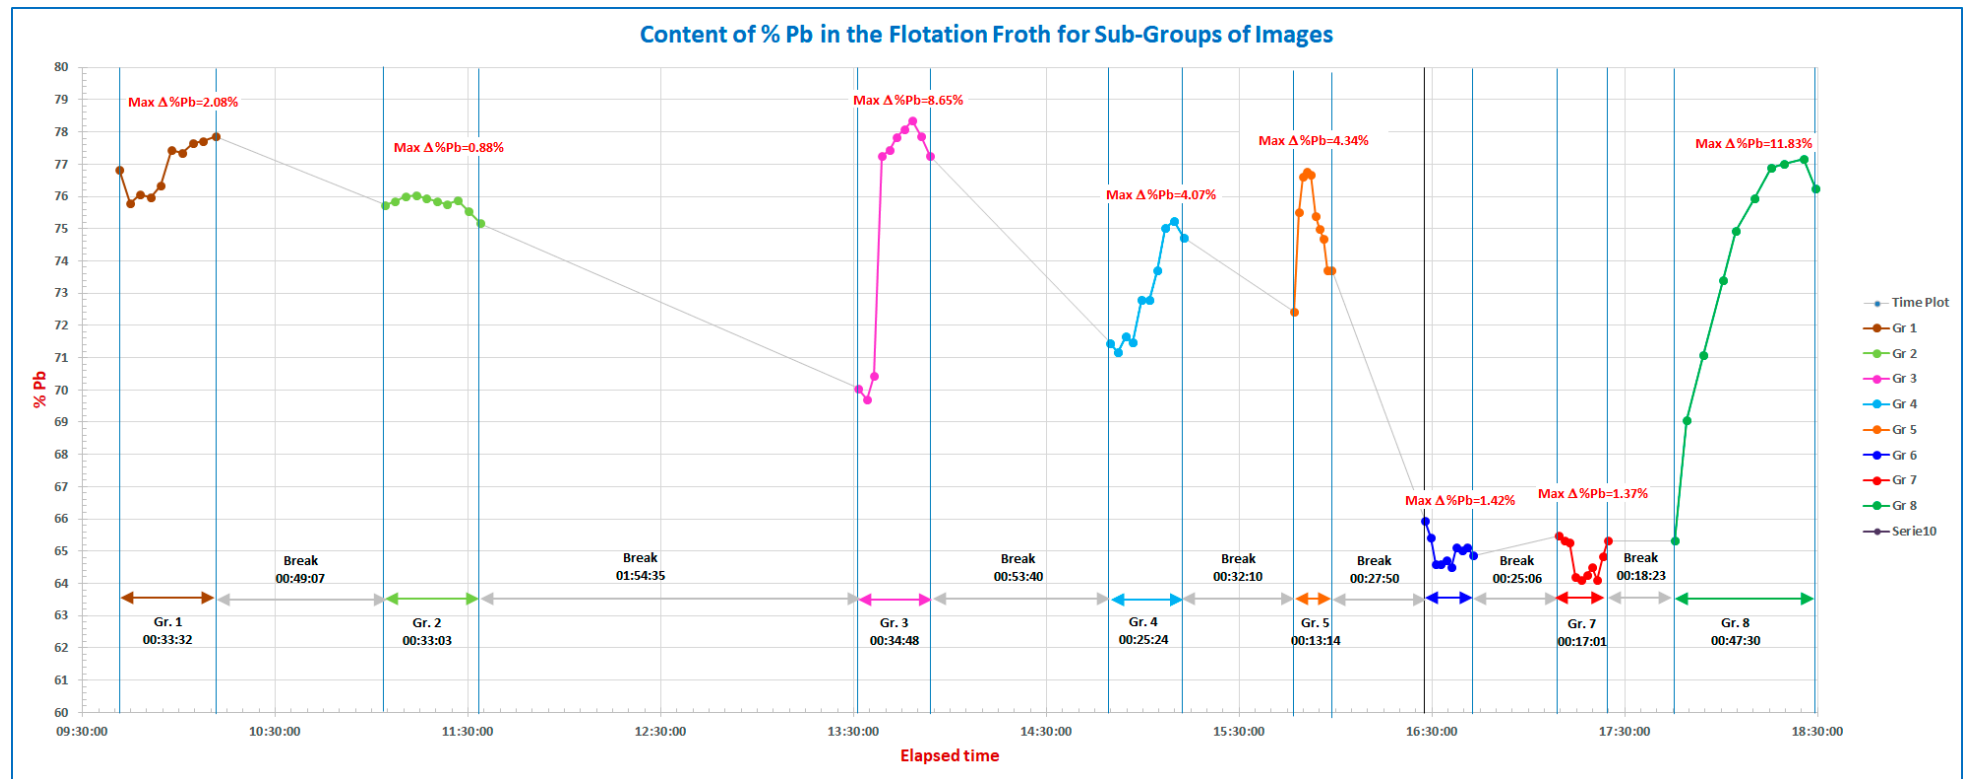 Content of % Pb in the Flotation Froth for Sub-Groups of Images
80
79
78
77
76
75
74
73
72
71
70
69
68
67
66
65
64
63
62
61
60
% Pb
Max Δ%Pb=2.08%
Max Δ%Pb=0.88%
Max Δ%Pb=8.65%
Max Δ%Pb=4.07%
Max Δ%Pb=4.34%
Max Δ%Pb=1.42%
Max Δ%Pb=1.37%
Max Δ%Pb=11.83%
Break
00:49:07
Break
01:54:35
Break
00:53:40
Break
00:32:10
Break
00:27:50
Break
00:25:06
Break
00:18:23
Gr. 1
00:33:32
Gr. 2
00:33:03
Gr. 3
00:34:48
Gr. 4
00:25:24
Gr. 5
00:13:14
Gr. 7
00:17:01
Gr. 8
00:47:30
09:30:00 10:30:00 11:30:00 12:30:00 13:30:00 14:30:00 15:30:00 16:30:00 17:30:00 18:30:00
Elapsed time
Time Plot
Gr 1
Gr 2
Gr 3
Gr 4
Gr 5
Gr 6
Gr 7
Gr 8
Serie10